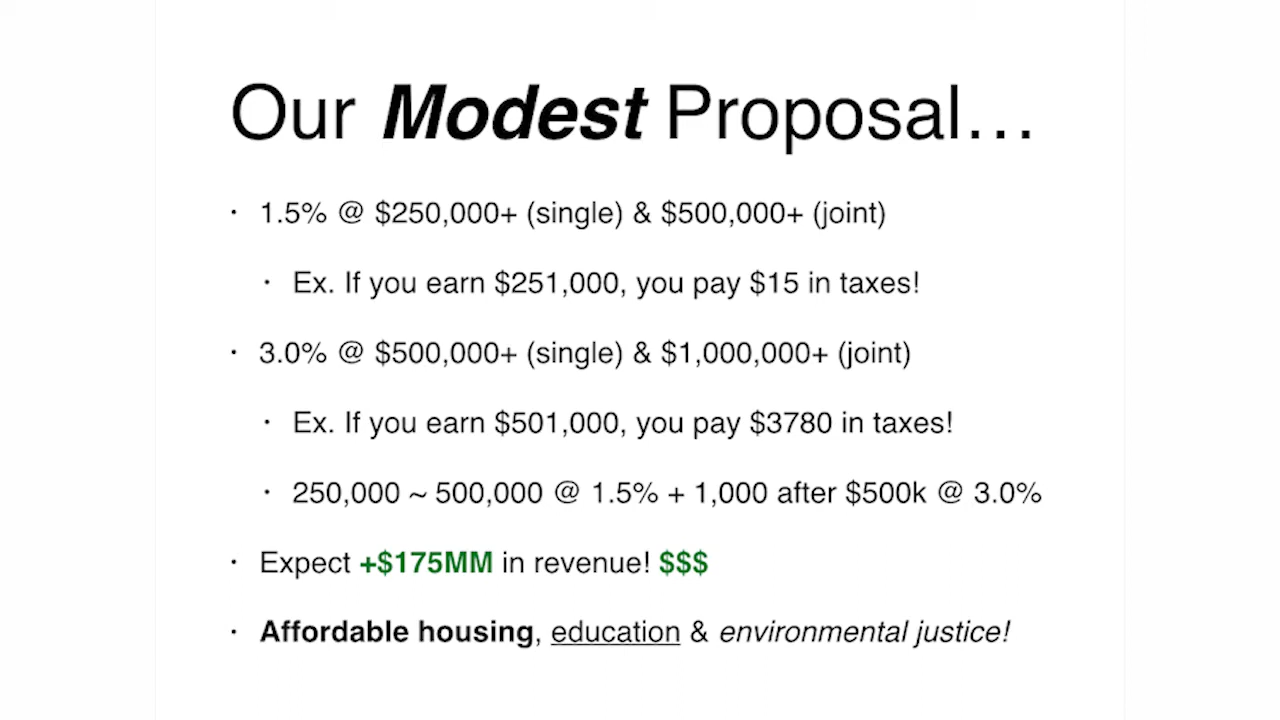 Our Modest Proposal…
· 1.5% @ $250,000+ (single) & $500,000+ (joint)
· Ex. If you earn $251,000, you pay $15 in taxes!
· 3.0% @ $500,000+ (single) & $1,000,000+ (joint)
· Ex. If you earn $501,000, you pay $3780 in taxes!
· 250,000 ~ 500,000 @ 1.5% + 1,000 after $500k @ 3.0%
· Expect +$175MM in revenue! $$$
· Affordable housing, education & environmental justice!